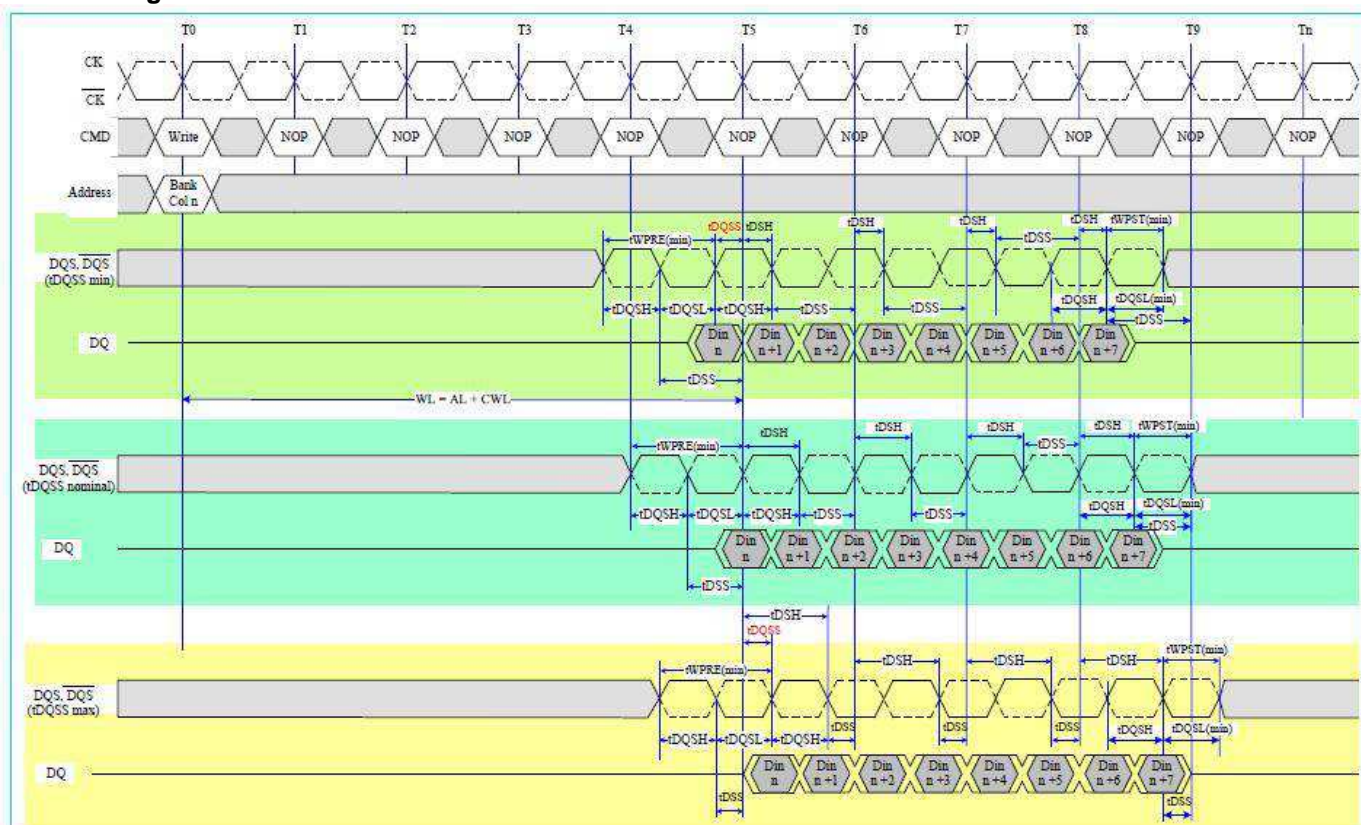 T0 T1 T2 T3 T4 T5 T6 T7 T8 T9 Tn
CK
CK
CMD Write NOP NOP NOP NOP NOP NOP NOP NOP NOP NOP
Address Bank
Col n
tDQSS tDSH tDSH tDSH tDSH tWPST(min)
tWPRE(min) tDSS
DQS, DQS
(tDQSS min)
tDQSH tDQSL tDQSH tDSS tDSS tDQSH tDQSL(min)
tDSS
DQ Din
n Din
n+1 Din
n+2 Din
n+3 Din
n+4 Din
n+5 Din
n+6 Din
n+7
tDSS
WL = AL + CWL
tDSH tDSH tDSH tDSH tWPST(min)
tWPRE(min) tDSS
DQS, DQS
(tDQSS nominal)
tDQSH tDQSL tDQSH tDSS tDSS tDQSH tDQSL(min)
tDSS
DQ Din
n Din
n+1 Din
n+2 Din
n+3 Din
n+4 Din
n+5 Din
n+6 Din
n+7
tDSS
tDSH
tDQSS
tWPRE(min) tDSH tDSH tDSH tWPST(min)
DQS, DQS
(tDQSS max)
tDQSH tDQSL tDQSH tDSS tDSS tDSS tDQSH tDQSL(min)
DQ Din
n Din
n+1 Din
n+2 Din
n+3 Din
n+4 Din
n+5 Din
n+6 Din
n+7
tDSS tDSS